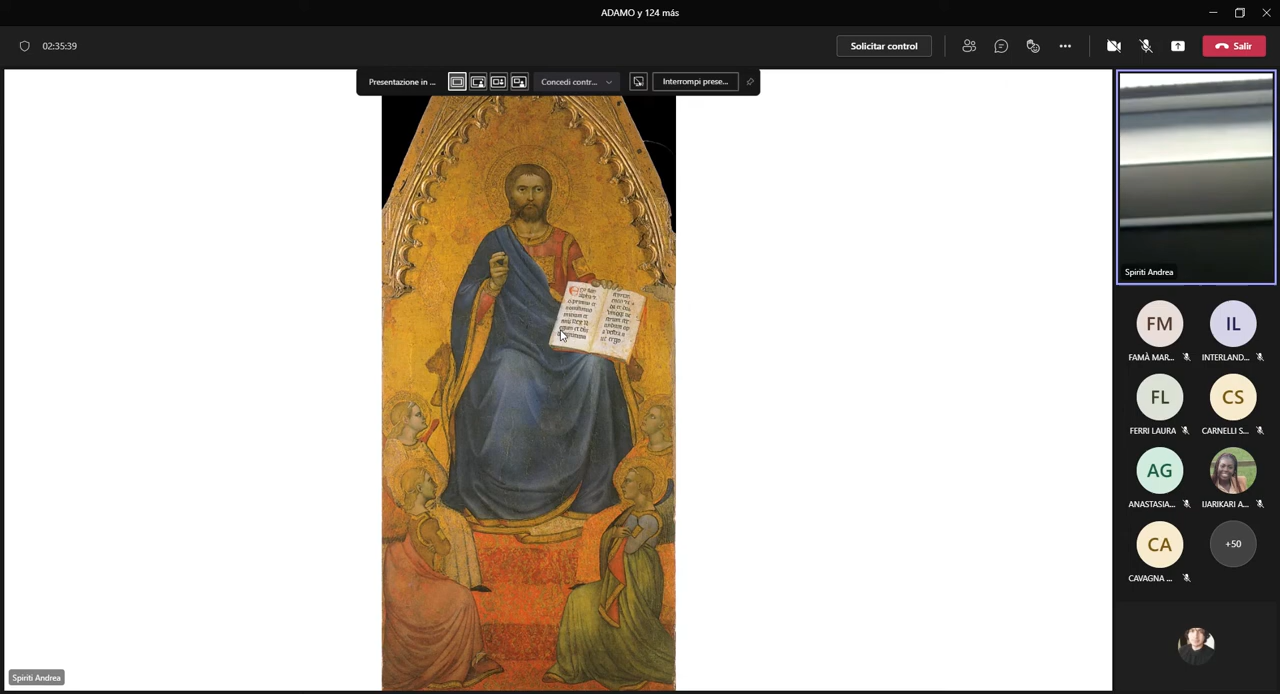 ADAMO y 124 más
02:35:39
Solicitar control
Salir
Presentazione in ...
Concedi contr...
Interrompi prese...
Spiriti Andrea
FM
IL
FAMÀ MAR...
INTERLAND...
FL
CS
FERRI LAURA
CARNELLI S...
AG
ANASTASIA...
IJARIKARI A...
CA
+50
CAVAGNA ...
Spiriti Andrea